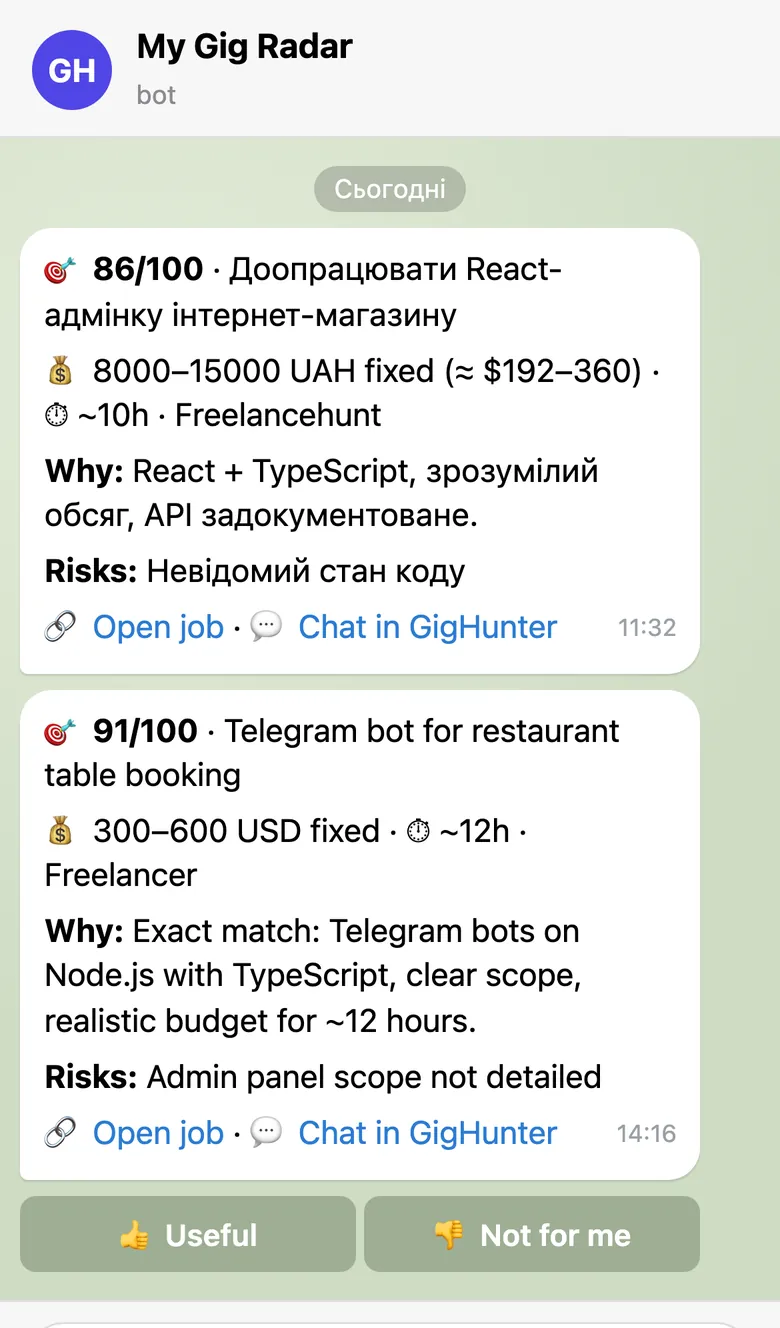 GH
My Gig Radar
bot
Сьогодні
🎯 86/100 · Доопрацювати React-
адмінку інтернет-магазину
💰 8000–15000 UAH fixed (≈ $192–360) ·
⏱ ~10h · Freelancehunt
Why: React + TypeScript, зрозумілий
обсяг, API задокументоване.
Risks: Невідомий стан коду
🔗 Open job · 💬 Chat in GigHunter 11:32
🎯 91/100 · Telegram bot for restaurant
table booking
💰 300–600 USD fixed · ⏱ ~12h ·
Freelancer
Why: Exact match: Telegram bots on
Node.js with TypeScript, clear scope,
realistic budget for ~12 hours.
Risks: Admin panel scope not detailed
🔗 Open job · 💬 Chat in GigHunter 14:16
👍 Useful
👎 Not for me